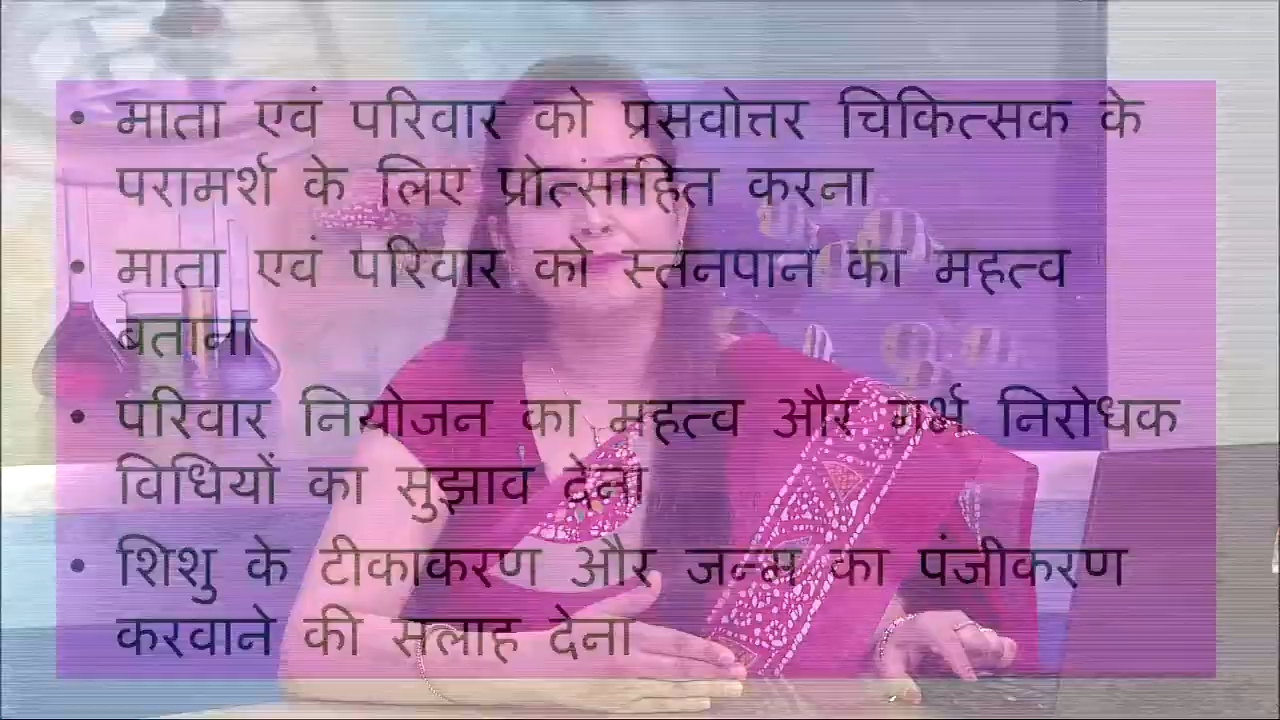 • माता एवं परिवार को प्रसवोत्तर चिकित्सक के
परामर्श के लिए प्रोत्साहित करना
• माता एवं परिवार को स्तनपान का महत्व
बताना
• परिवार नियोजन का महत्व और गर्भ निरोधक
विधियों का सुझाव देना
• शिशु के टीकाकरण और जन्म का पंजीकरण
करवाने की सलाह देना